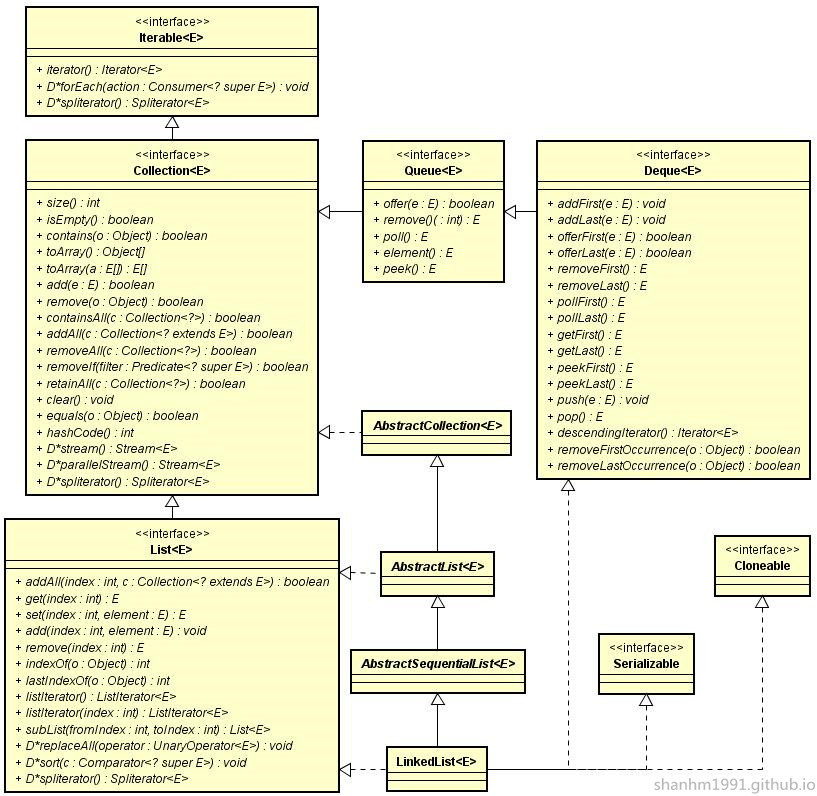 <<interface>>
Iterable<E>
+ iterator() : Iterator<E>
+ D*forEach(action : Consumer<? super E>) : void
+ D*spliterator() : Spliterator<E>
<<interface>>
Collection<E>
+ size() : int
+ isEmpty() : boolean
+ contains(o : Object) : boolean
+ toArray() : Object[]
+ toArray(a : E[]) : E[]
+ add(e : E) : boolean
+ remove(o : Object) : boolean
+ containsAll(c : Collection<?>) : boolean
+ addAll(c : Collection<? extends E>) : boolean
+ removeAll(c : Collection<?>) : boolean
+ removeIf(filter : Predicate<? super E>) : boolean
+ retainAll(c : Collection<?>) : boolean
+ clear() : void
+ equals(o : Object) : boolean
+ hashCode() : int
+ D*stream() : Stream<E>
+ D*parallelStream() : Stream<E>
+ D*spliterator() : Spliterator<E>
<<interface>>
Queue<E>
+ offer(e : E) : boolean
+ remove()( : int) : E
+ poll() : E
+ element() : E
+ peek() : E
<<interface>>
Deque<E>
+ addFirst(e : E) : void
+ addLast(e : E) : void
+ offerFirst(e : E) : boolean
+ offerLast(e : E) : boolean
+ removeFirst() : E
+ removeLast() : E
+ pollFirst() : E
+ pollLast() : E
+ getFirst() : E
+ getLast() : E
+ peekFirst() : E
+ peekLast() : E
+ push(e : E) : void
+ pop() : E
+ descendingIterator() : Iterator<E>
+ removeFirstOccurrence(o : Object) : boolean
+ removeLastOccurrence(o : Object) : boolean
AbstractCollection<E>
<<interface>>
List<E>
+ addAll(index : int, c : Collection<? extends E>) : boolean
+ get(index : int) : E
+ set(index : int, element : E) : E
+ add(index : int, element : E) : void
+ remove(index : int) : E
+ indexOf(o : Object) : int
+ lastIndexOf(o : Object) : int
+ listIterator() : ListIterator<E>
+ listIterator(index : int) : ListIterator<E>
+ subList(fromIndex : int, toIndex : int) : List<E>
+ D*replaceAll(operator : UnaryOperator<E>) : void
+ D*sort(c : Comparator<? super E>) : void
+ D*spliterator() : Spliterator<E>
AbstractList<E>
AbstractSequentialList<E>
LinkedList<E>
<<interface>>
Serializable
<<interface>>
Cloneable
shanhm1991.github.io